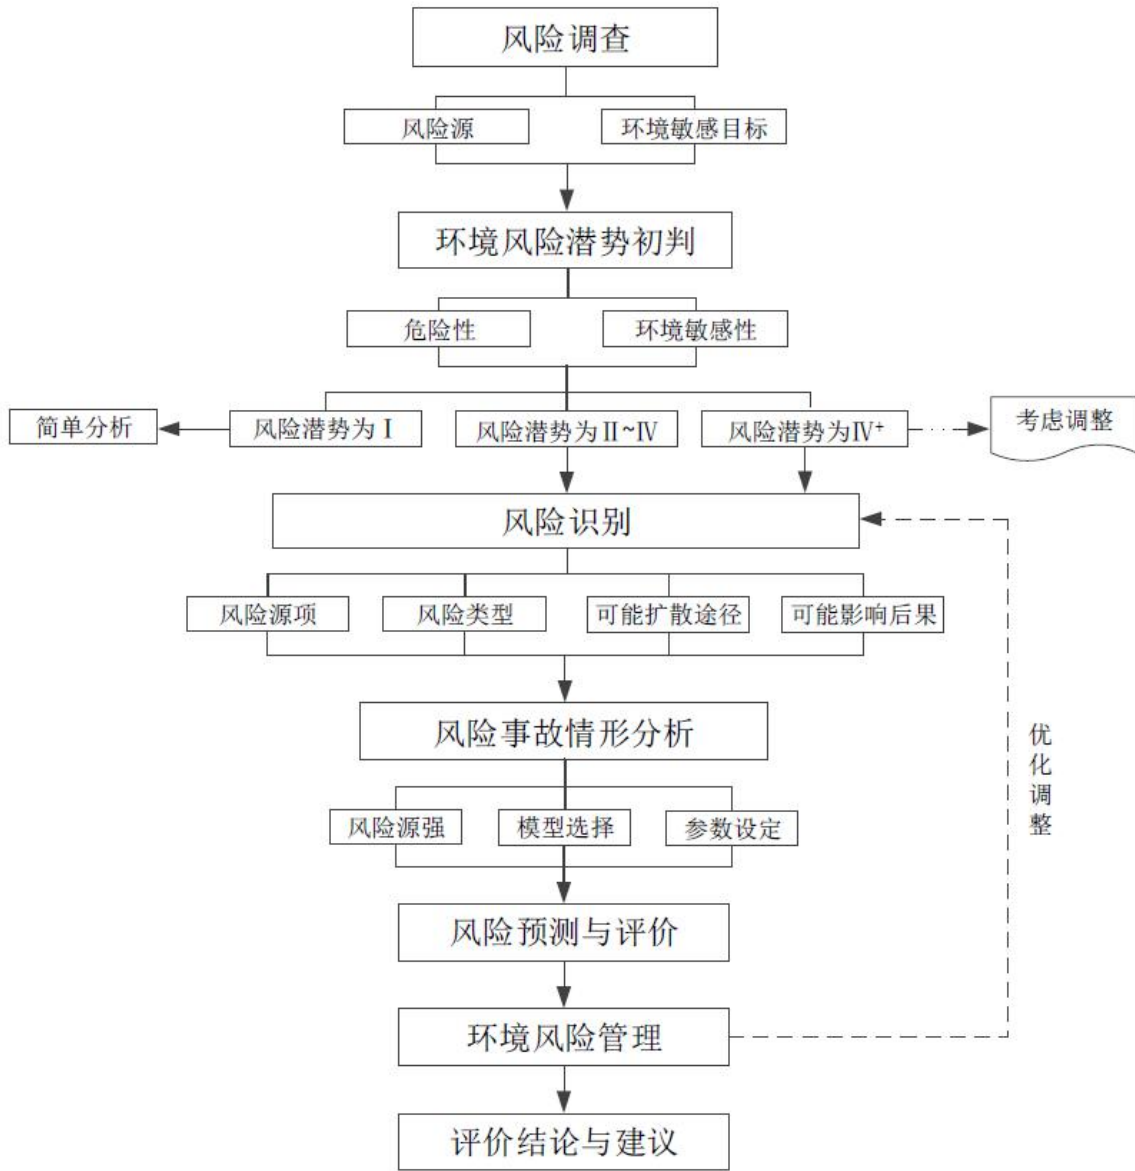 风险调查
风险源
环境敏感目标
环境风险潜势初判
危险性
环境敏感性
简单分析
风险潜势为Ⅰ
风险潜势为Ⅱ~Ⅳ
风险潜势为Ⅳ⁺
考虑调整
风险识别
风险源项
风险类型
可能扩散途径
可能影响后果
风险事故情形分析
优化调整
风险源强
模型选择
参数设定
风险预测与评价
环境风险管理
评价结论与建议